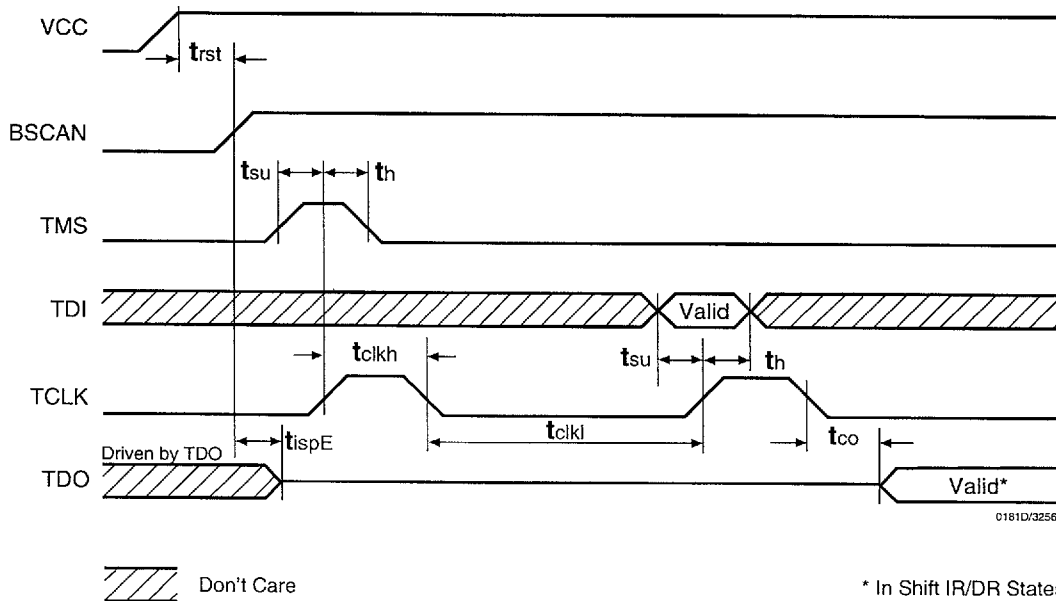 VCC
trst
BSCAN
tsu th
TMS
TDI Valid
tclkh tsu th
TCLK
tclkl tco
tispE
Driven by TDO
TDO Valid*
0181D/3256
Don't Care * In Shift IR/DR State